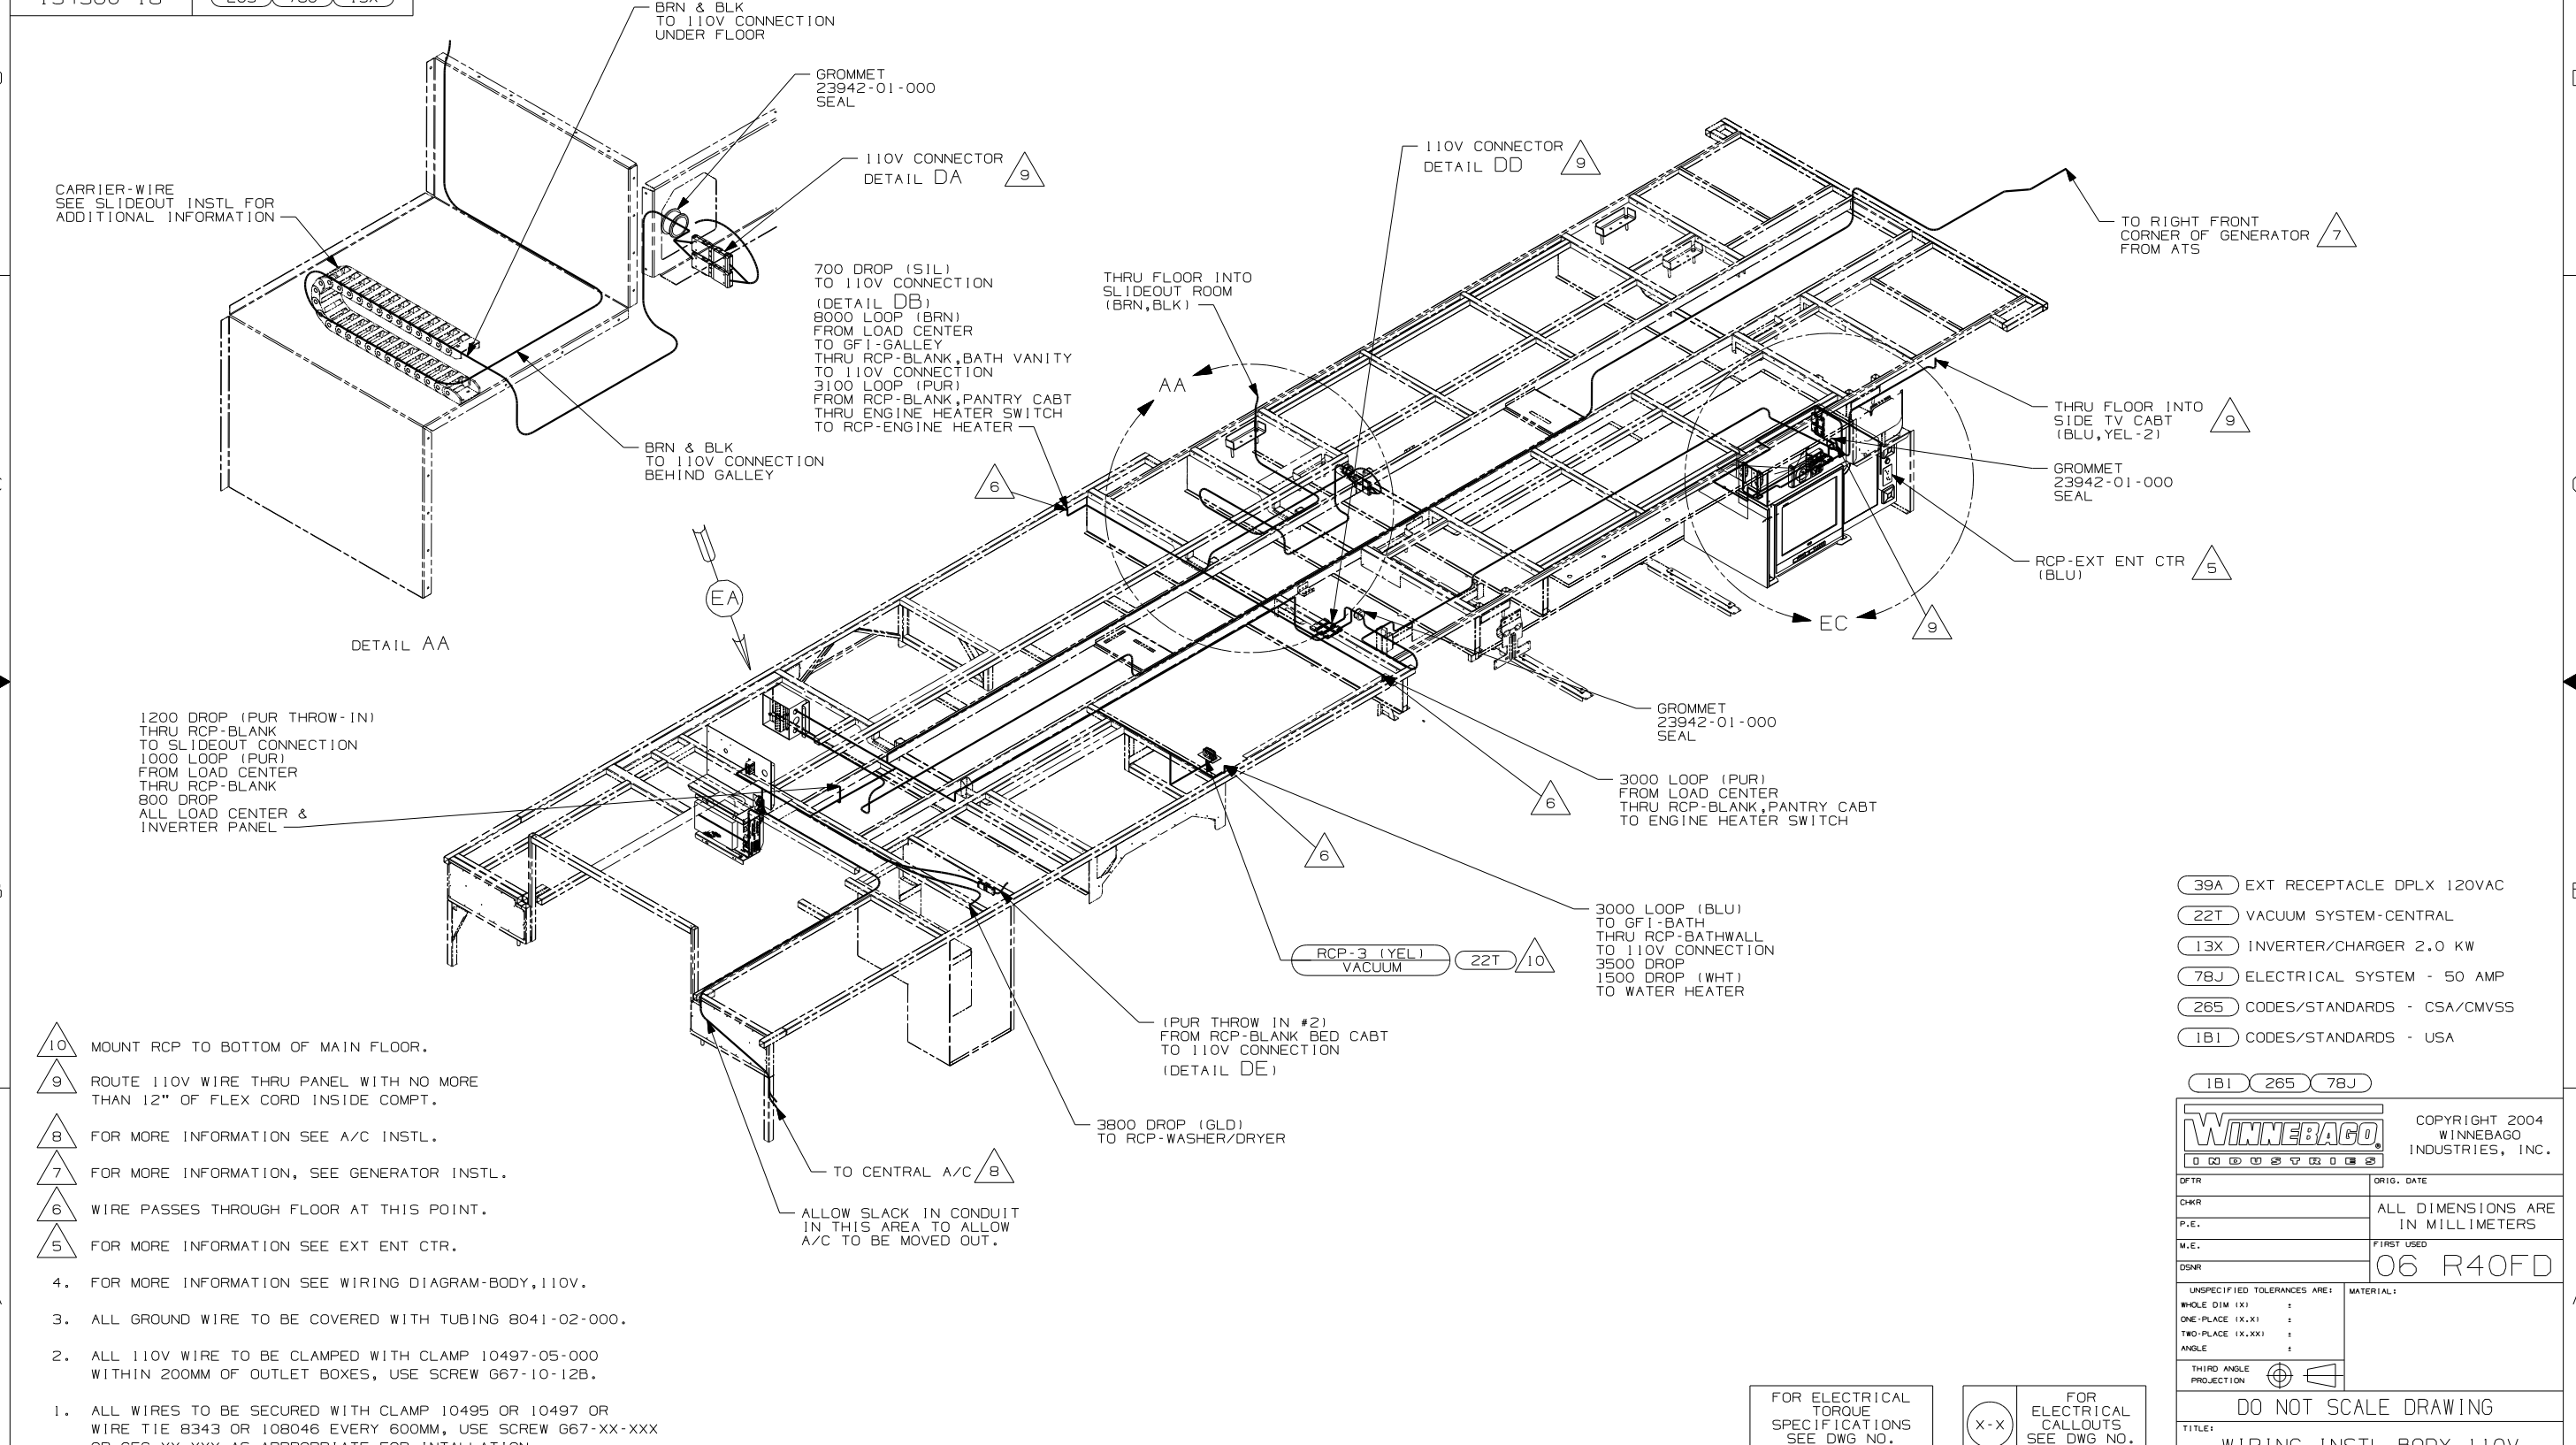 BRN & BLK
TO 110V CONNECTION
UNDER FLOOR
GROMMET
23942-01-000
SEAL
110V CONNECTOR
DETAIL DA
9
CARRIER-WIRE
SEE SLIDEOUT INSTL FOR
ADDITIONAL INFORMATION
BRN & BLK
TO 110V CONNECTION
BEHIND GALLEY
DETAIL AA
700 DROP (SIL)
TO 110V CONNECTION
(DETAIL DB)
8000 LOOP (BRN)
FROM LOAD CENTER
TO GFI-GALLEY
THRU RCP-BLANK,BATH VANITY
TO 110V CONNECTION
3100 LOOP (PUR)
FROM RCP-BLANK,PANTRY CABT
THRU ENGINE HEATER SWITCH
TO RCP-ENGINE HEATER
6
THRU FLOOR INTO
SLIDEOUT ROOM
(BRN,BLK)
AA
110V CONNECTOR
DETAIL DD
9
TO RIGHT FRONT
CORNER OF GENERATOR
FROM ATS
7
THRU FLOOR INTO
SIDE TV CABT
(BLU,YEL-2)
9
GROMMET
23942-01-000
SEAL
RCP-EXT ENT CTR
(BLU)
5
EC
9
EA
GROMMET
23942-01-000
SEAL
1200 DROP (PUR THROW-IN)
THRU RCP-BLANK
TO SLIDEOUT CONNECTION
1000 LOOP (PUR)
FROM LOAD CENTER
THRU RCP-BLANK
800 DROP
ALL LOAD CENTER &
INVERTER PANEL
3000 LOOP (PUR)
FROM LOAD CENTER
THRU RCP-BLANK,PANTRY CABT
TO ENGINE HEATER SWITCH
6
6
3000 LOOP (BLU)
TO GFI-BATH
THRU RCP-BATHWALL
TO 110V CONNECTION
3500 DROP
1500 DROP (WHT)
TO WATER HEATER
RCP-3 (YEL)
VACUUM
22T
10
(PUR THROW IN #2)
FROM RCP-BLANK BED CABT
TO 110V CONNECTION
(DETAIL DE)
3800 DROP (GLD)
TO RCP-WASHER/DRYER
TO CENTRAL A/C
8
ALLOW SLACK IN CONDUIT
IN THIS AREA TO ALLOW
A/C TO BE MOVED OUT.
10 MOUNT RCP TO BOTTOM OF MAIN FLOOR.
9 ROUTE 110V WIRE THRU PANEL WITH NO MORE
THAN 12" OF FLEX CORD INSIDE COMPT.
8 FOR MORE INFORMATION SEE A/C INSTL.
7 FOR MORE INFORMATION, SEE GENERATOR INSTL.
6 WIRE PASSES THROUGH FLOOR AT THIS POINT.
5 FOR MORE INFORMATION SEE EXT ENT CTR.
4. FOR MORE INFORMATION SEE WIRING DIAGRAM-BODY,110V.
3. ALL GROUND WIRE TO BE COVERED WITH TUBING 8041-02-000.
2. ALL 110V WIRE TO BE CLAMPED WITH CLAMP 10497-05-000
WITHIN 200MM OF OUTLET BOXES, USE SCREW G67-10-12B.
1. ALL WIRES TO BE SECURED WITH CLAMP 10495 OR 10497 OR
WIRE TIE 8343 OR 108046 EVERY 600MM, USE SCREW G67-XX-XXX
39A EXT RECEPTACLE DPLX 120VAC
22T VACUUM SYSTEM-CENTRAL
13X INVERTER/CHARGER 2.0 KW
78J ELECTRICAL SYSTEM - 50 AMP
265 CODES/STANDARDS - CSA/CMVSS
1B1 CODES/STANDARDS - USA
1B1 265 78J
WINNEBAGO
INDUSTRIES
COPYRIGHT 2004
WINNEBAGO
INDUSTRIES, INC.
DFTR
ORIG. DATE
CHKR
ALL DIMENSIONS ARE
IN MILLIMETERS
P.E.
M.E.
FIRST USED
06 R40FD
DSNR
UNSPECIFIED TOLERANCES ARE:
MATERIAL:
WHOLE DIM (X) :
ONE-PLACE (X.X) :
TWO-PLACE (X.XX) :
ANGLE :
THIRD ANGLE
PROJECTION
DO NOT SCALE DRAWING
TITLE:
WIRING INSTL-BODY,110V
FOR ELECTRICAL
TORQUE
SPECIFICATIONS
SEE DWG NO.
X-X
FOR
ELECTRICAL
CALLOUTS
SEE DWG NO.